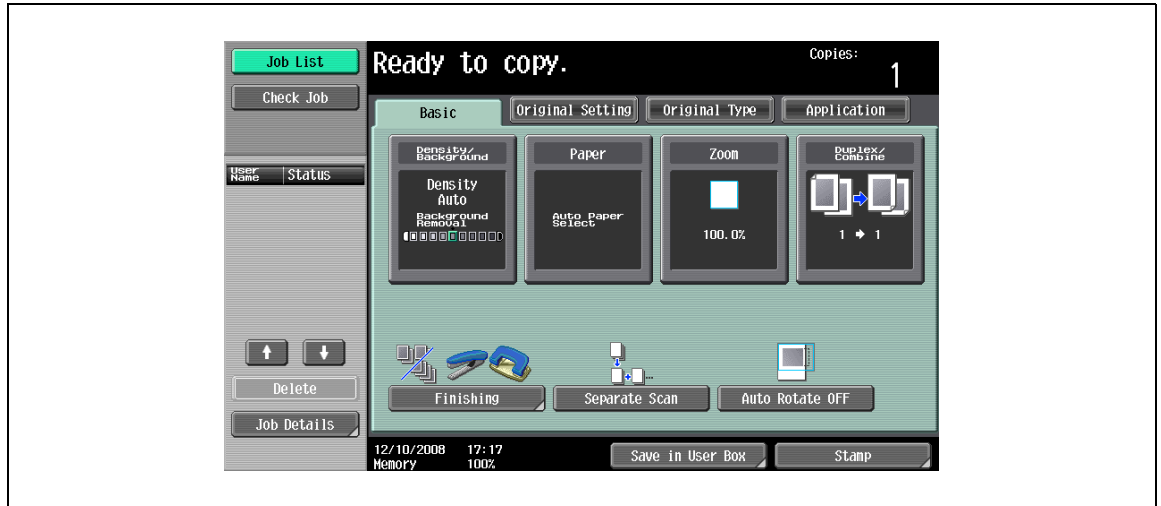 Job List
Check Job
User Name Status
Delete
Job Details
Ready to copy.
Copies: 1
Basic Original Setting Original Type Application
Density/
Background
Density
Auto
Background
Removal
Paper
Auto Paper
Select
Zoom
100.0%
Duplex/
Combine
1 → 1
Finishing Separate Scan Auto Rotate OFF
12/10/2008 17:17
Memory 100%
Save in User Box Stamp